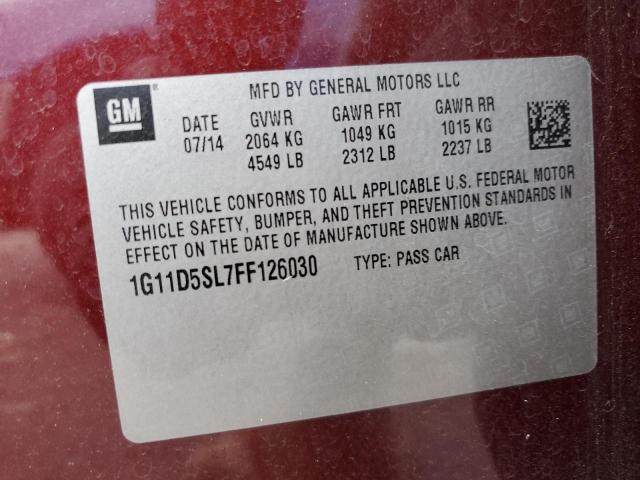 GM
MFD BY GENERAL MOTORS LLC
DATE GVWR GAWR FRT GAWR RR
07/14 2064 KG 1049 KG 1015 KG
4549 LB 2312 LB 2237 LB
THIS VEHICLE CONFORMS TO ALL APPLICABLE U.S. FEDERAL MOTOR
VEHICLE SAFETY, BUMPER, AND THEFT PREVENTION STANDARDS IN
EFFECT ON THE DATE OF MANUFACTURE SHOWN ABOVE.
1G11D5SL7FF126030 TYPE: PASS CAR